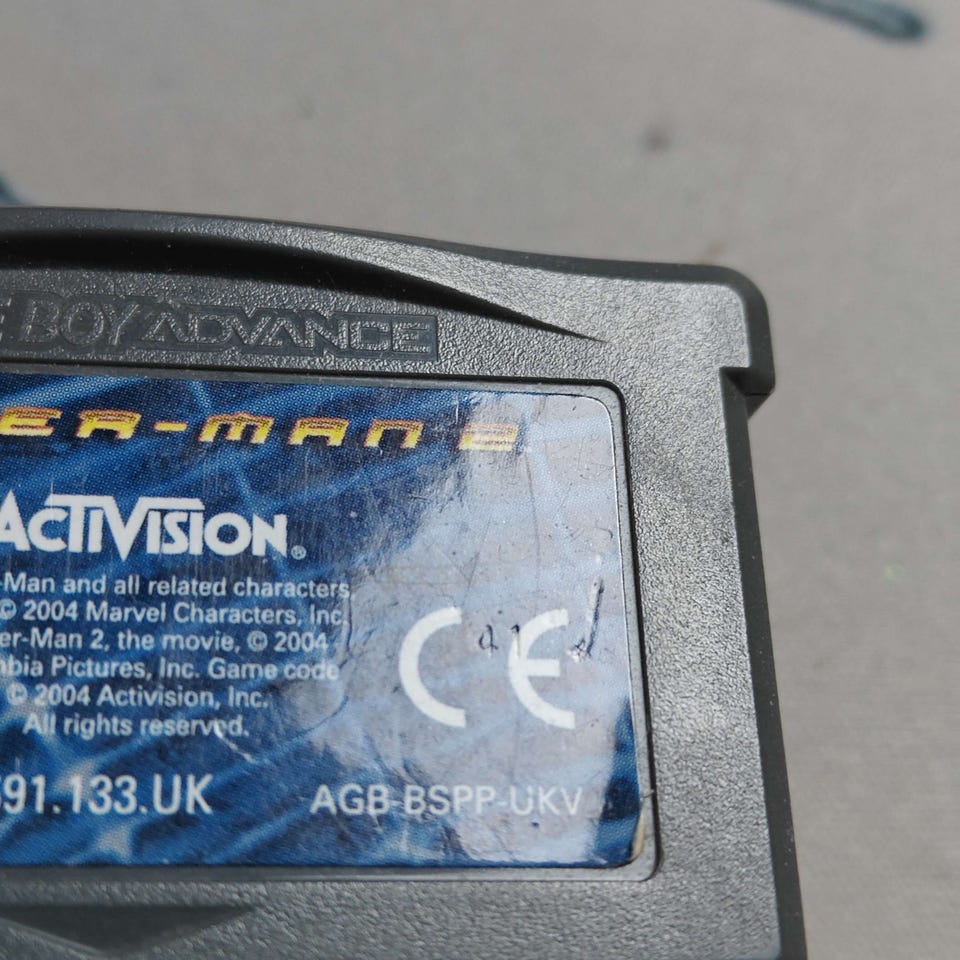 E BOY ADVANCE
ER-MAN 2
ACTIVISION®
-Man and all related characters,
© 2004 Marvel Characters, Inc.
er-Man 2, the movie, © 2004
mbia Pictures, Inc. Game code
© 2004 Activision, Inc.
All rights reserved.
CE
591.133.UK
AGB-BSPP-UKV